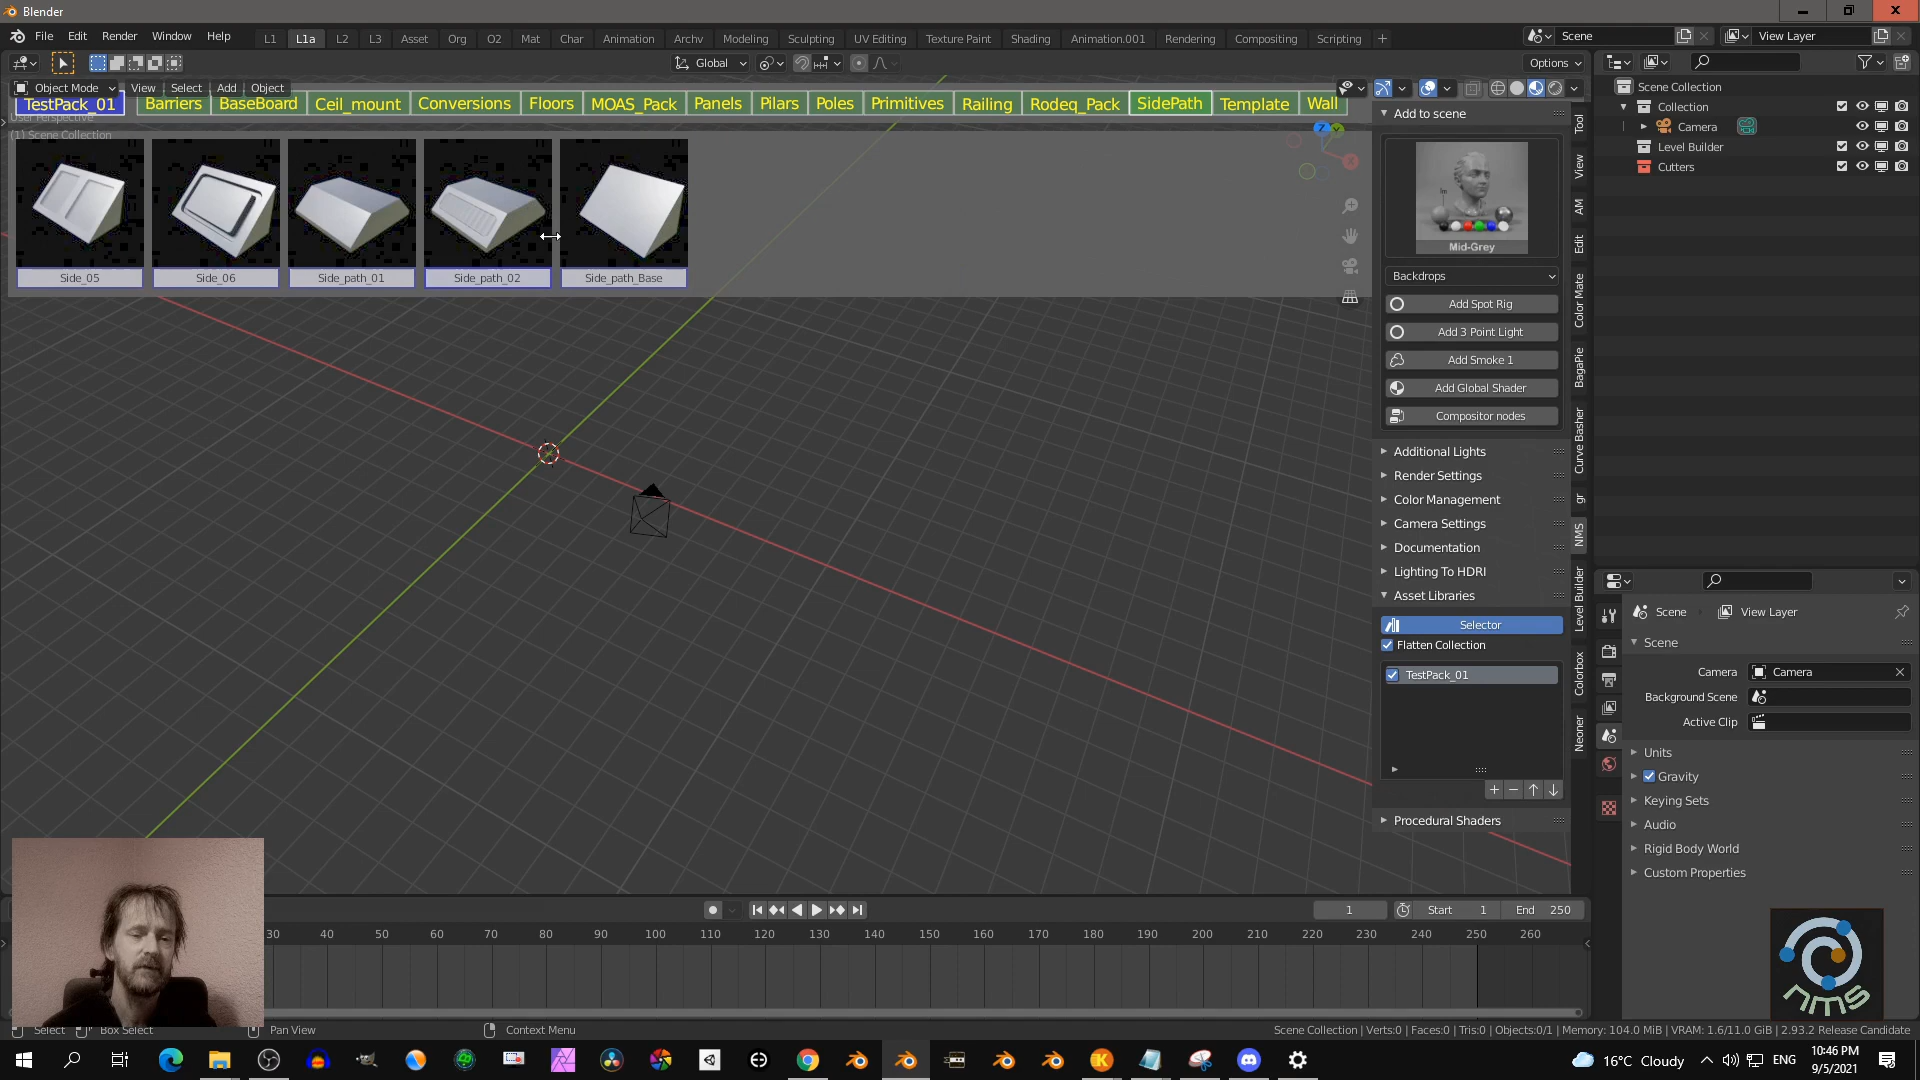 Blender
File Edit Render Window Help L1 L1a L2 L3 Asset Org O2 Mat Char Animation Archv Modeling Sculpting UV Editing Texture Paint Shading Animation.001 Rendering Compositing Scripting + Scene View Layer
Global Options
Object Mode View Select Add Object
TestPack_01 Barriers BaseBoard Ceil_mount Conversions Floors MOAS_Pack Panels Pilars Poles Primitives Railing Rodeq_Pack SidePath Template Wall
User Perspective
(1) Scene Collection
Side_05 Side_06 Side_path_01 Side_path_02 Side_path_Base
Z Y X
Add to scene
Mid-Grey
Backdrops
Add Spot Rig
Add 3 Point Light
Add Smoke 1
Add Global Shader
Compositor nodes
Additional Lights
Render Settings
Color Management
Camera Settings
Documentation
Lighting To HDRI
Asset Libraries
Selector
Flatten Collection
TestPack_01
Procedural Shaders
Tool
View
AM
Edit
Color Mate
BagaPie
Curve Basher
gr
NMS
Level Builder
Colorbox
Neoner
Scene Collection
Collection
Camera
Level Builder
Cutters
Scene View Layer
Scene
Camera Camera
Background Scene
Active Clip
Units
Gravity
Keying Sets
Audio
Rigid Body World
Custom Properties
nms
1 Start 1 End 250
30 40 50 60 70 80 90 100 110 120 130 140 150 160 170 180 190 200 210 220 230 240 250 260
Select Box Select Pan View Context Menu
Scene Collection | Verts:0 | Faces:0 | Tris:0 | Objects:0/1 | Memory: 104.0 MiB | VRAM: 1.6/11.0 GiB | 2.93.2 Release Candidate
16°C Cloudy ENG 10:46 PM
9/5/2021